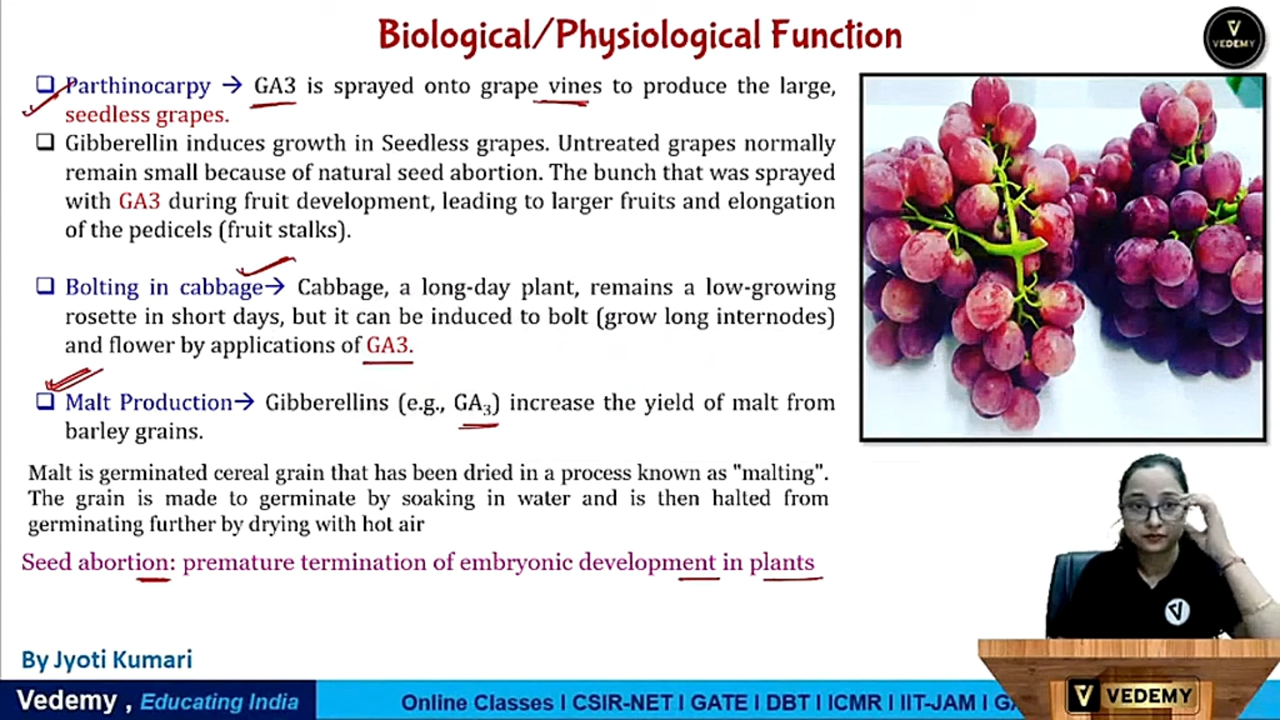 Biological/Physiological Function
VEDEMY
Parthinocarpy → GA3 is sprayed onto grape vines to produce the large,
seedless grapes.
Gibberellin induces growth in Seedless grapes. Untreated grapes normally
remain small because of natural seed abortion. The bunch that was sprayed
with GA3 during fruit development, leading to larger fruits and elongation
of the pedicels (fruit stalks).
Bolting in cabbage→ Cabbage, a long-day plant, remains a low-growing
rosette in short days, but it can be induced to bolt (grow long internodes)
and flower by applications of GA3.
Malt Production→ Gibberellins (e.g., GA₃) increase the yield of malt from
barley grains.
Malt is germinated cereal grain that has been dried in a process known as "malting".
The grain is made to germinate by soaking in water and is then halted from
germinating further by drying with hot air
Seed abortion: premature termination of embryonic development in plants
By Jyoti Kumari
Vedemy , Educating India
Online Classes I CSIR-NET I GATE I DBT I ICMR I IIT-JAM I
VEDEMY